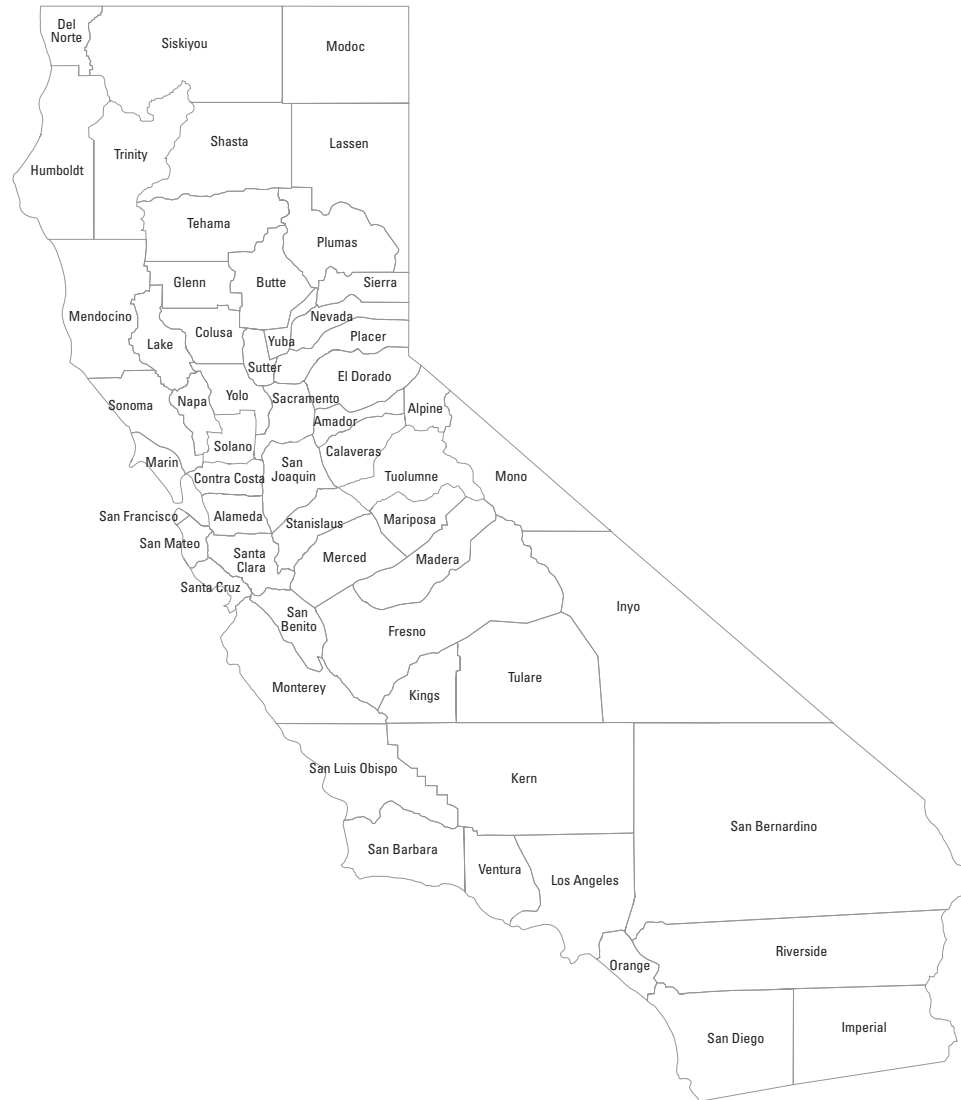 Del
Norte
Siskiyou
Modoc
Shasta
Lassen
Trinity
Humboldt
Tehama
Plumas
Glenn
Butte
Sierra
Mendocino
Nevada
Colusa
Placer
Lake
Yuba
Sutter
El Dorado
Yolo
Sacramento
Napa
Sonoma
Alpine
Amador
Solano
Calaveras
Marin
San
Joaquin
Contra Costa
Tuolumne
Mono
San Francisco
Alameda
Stanislaus
Mariposa
San Mateo
Santa
Clara
Merced
Madera
Santa Cruz
San
Benito
Inyo
Fresno
Tulare
Monterey
Kings
San Luis Obispo
Kern
San Bernardino
San Barbara
Ventura
Los Angeles
Riverside
Orange
San Diego
Imperial